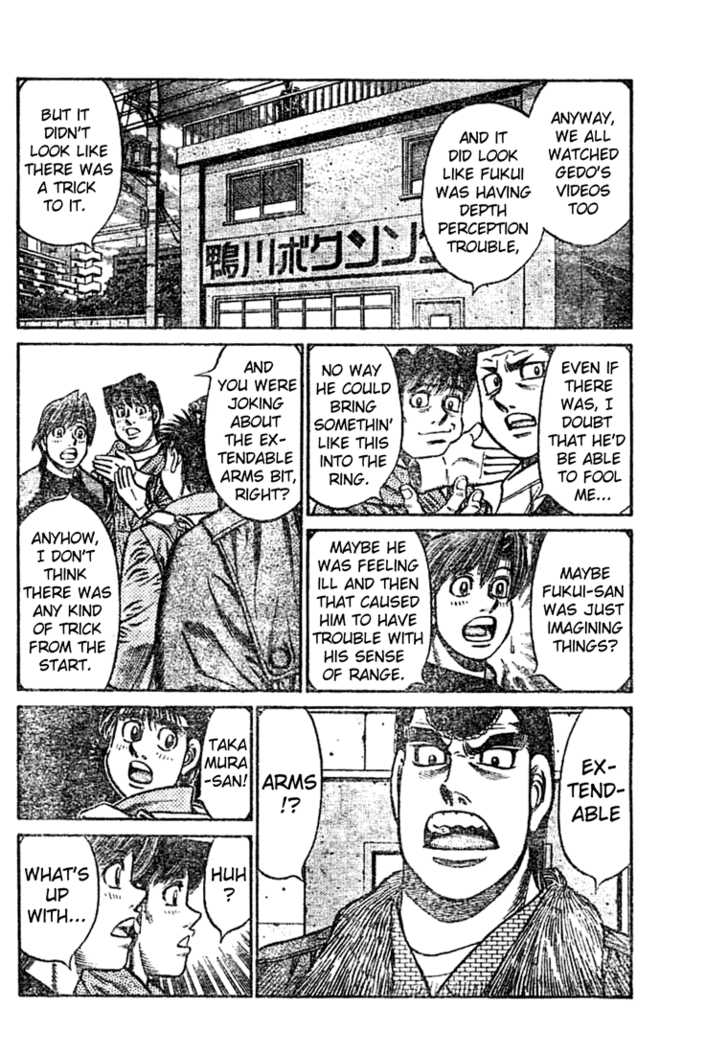 ANYWAY,
WE ALL
WATCHED
GEDO'S
VIDEOS
TOO
AND IT
DID LOOK
LIKE FUKUI
WAS HAVING
DEPTH
PERCEPTION
TROUBLE,
BUT IT
DIDN'T
LOOK LIKE
THERE WAS
A TRICK
TO IT.
鴨川ボクシング
EVEN IF
THERE
WAS, I
DOUBT
THAT HE'D
BE ABLE
TO FOOL
ME...
NO WAY
HE COULD
BRING
SOMETHIN'
LIKE THIS
INTO THE
RING.
AND
YOU WERE
JOKING
ABOUT
THE EX-
TENDABLE
ARMS BIT,
RIGHT?
ANYHOW,
I DON'T
THINK
THERE WAS
ANY KIND
OF TRICK
FROM THE
START.
MAYBE
FUKUI-SAN
WAS JUST
IMAGINING
THINGS?
MAYBE HE
WAS FEELING
ILL AND THEN
THAT CAUSED
HIM TO HAVE
TROUBLE WITH
HIS SENSE
OF RANGE.
EX-
TEND-
ABLE
ARMS
!?
TAKA
MURA
-SAN!
HUH
?
WHAT'S
UP
WITH...